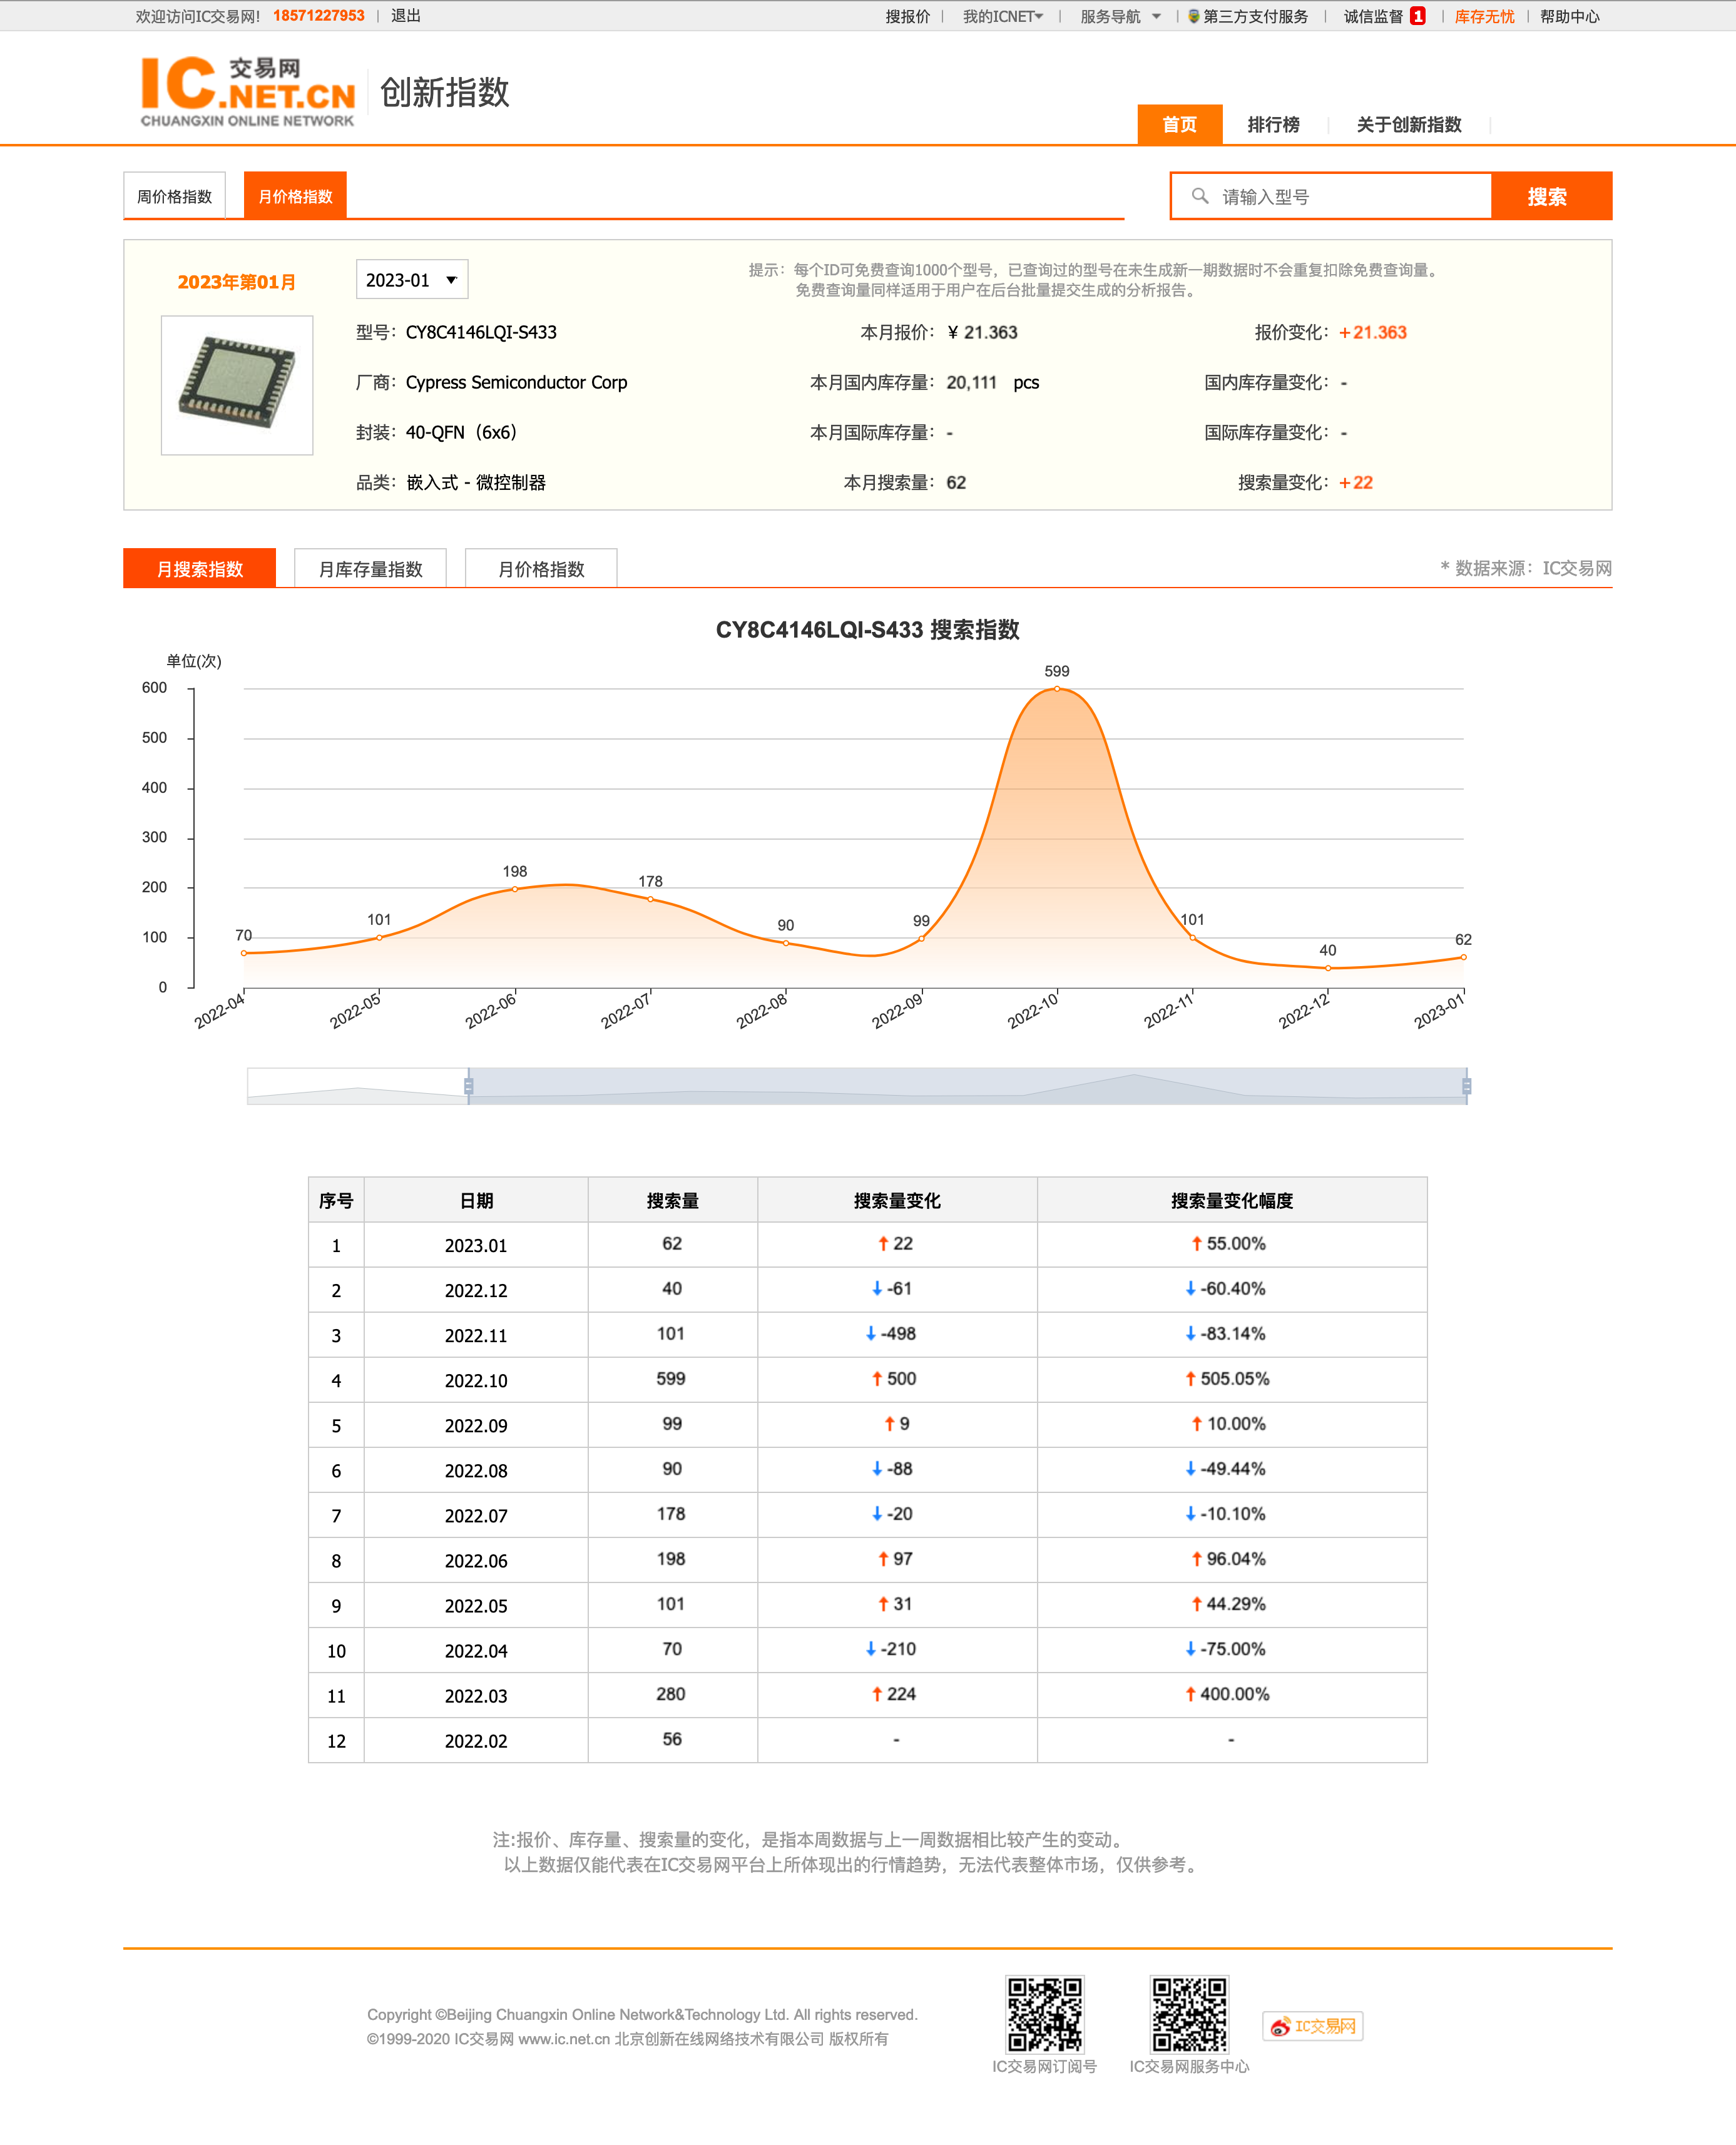 欢迎访问IC交易网! 18571227953 | 退出
搜报价 | 我的ICNET | 服务导航 | 第三方支付服务 | 诚信监督 1 | 库存无忧 | 帮助中心
IC交易网.NET.CN
CHUANGXIN ONLINE NETWORK
创新指数
首页 排行榜 关于创新指数
周价格指数 月价格指数
请输入型号 搜索
2023年第01月 2023-01
提示：每个ID可免费查询1000个型号，已查询过的型号在未生成新一期数据时不会重复扣除免费查询量。
免费查询量同样适用于用户在后台批量提交生成的分析报告。
型号：CY8C4146LQI-S433 本月报价：¥ 21.363 报价变化：+21.363
厂商：Cypress Semiconductor Corp 本月国内库存量：20,111 pcs 国内库存量变化：-
封装：40-QFN（6x6） 本月国际库存量：- 国际库存量变化：-
品类：嵌入式 - 微控制器 本月搜索量：62 搜索量变化：+22
月搜索指数 月库存量指数 月价格指数 * 数据来源：IC交易网
CY8C4146LQI-S433 搜索指数
单位(次)
600
500
400
300
200
100
0
70 101 198 178 90 99 599 101 40 62
2022-04 2022-05 2022-06 2022-07 2022-08 2022-09 2022-10 2022-11 2022-12 2023-01
序号 日期 搜索量 搜索量变化 搜索量变化幅度
1 2023.01 62 ↑ 22 ↑ 55.00%
2 2022.12 40 ↓ -61 ↓ -60.40%
3 2022.11 101 ↓ -498 ↓ -83.14%
4 2022.10 599 ↑ 500 ↑ 505.05%
5 2022.09 99 ↑ 9 ↑ 10.00%
6 2022.08 90 ↓ -88 ↓ -49.44%
7 2022.07 178 ↓ -20 ↓ -10.10%
8 2022.06 198 ↑ 97 ↑ 96.04%
9 2022.05 101 ↑ 31 ↑ 44.29%
10 2022.04 70 ↓ -210 ↓ -75.00%
11 2022.03 280 ↑ 224 ↑ 400.00%
12 2022.02 56 - -
注:报价、库存量、搜索量的变化，是指本周数据与上一周数据相比较产生的变动。
以上数据仅能代表在IC交易网平台上所体现出的行情趋势，无法代表整体市场，仅供参考。
Copyright ©Beijing Chuangxin Online Network&Technology Ltd. All rights reserved.
©1999-2020 IC交易网 www.ic.net.cn 北京创新在线网络技术有限公司 版权所有
IC交易网订阅号 IC交易网服务中心 IC交易网